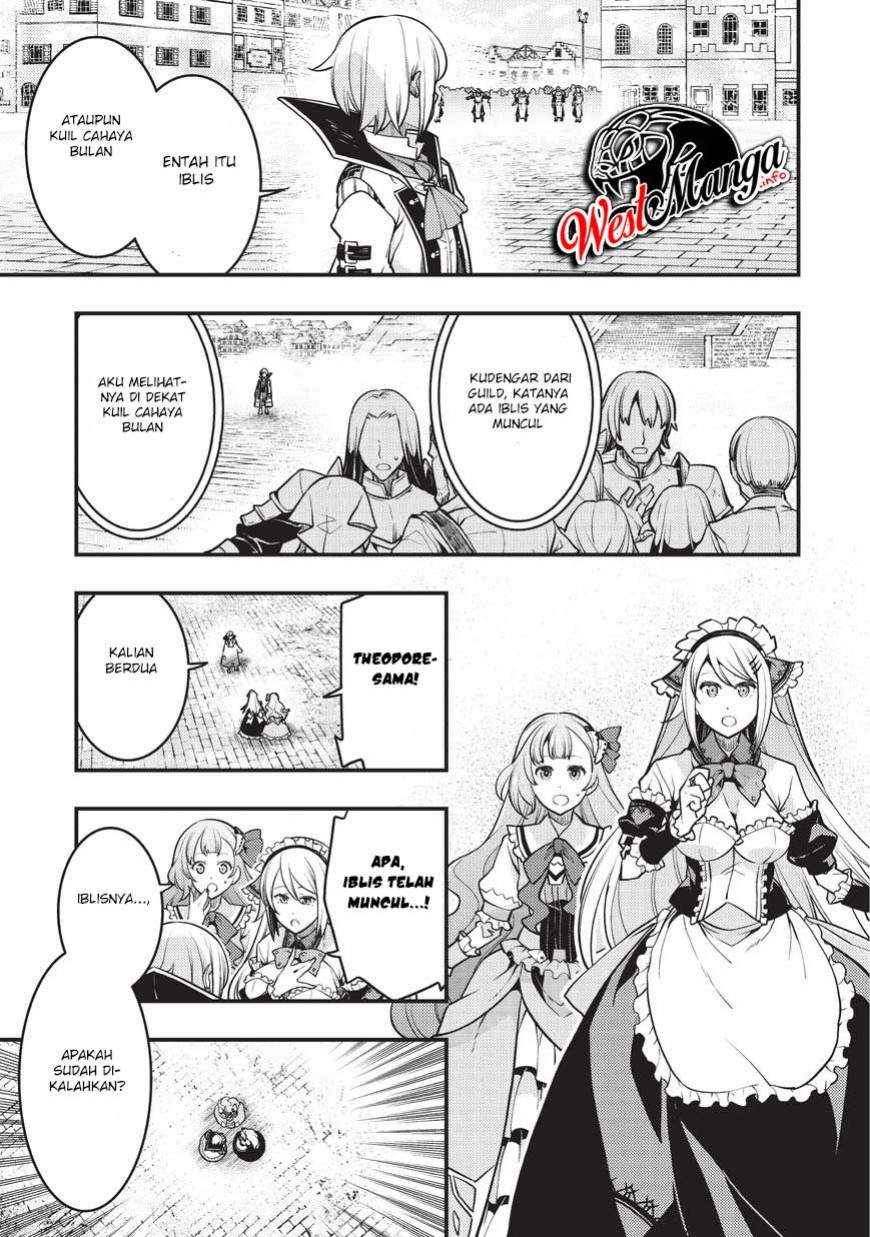 ENTAH ITU
IBLIS
ATAUPUN
KUIL CAHAYA
BULAN
WestManga
.info
KUDENGAR DARI
GUILD, KATANYA
ADA IBLIS YANG
MUNCUL
AKU MELIHAT-
NYA DI DEKAT
KUIL CAHAYA
BULAN
THEODORE-
SAMA!
KALIAN
BERDUA
APA,
IBLIS TELAH
MUNCUL...!
IBLISNYA...,
APAKAH
SUDAH DI-
KALAHKAN?